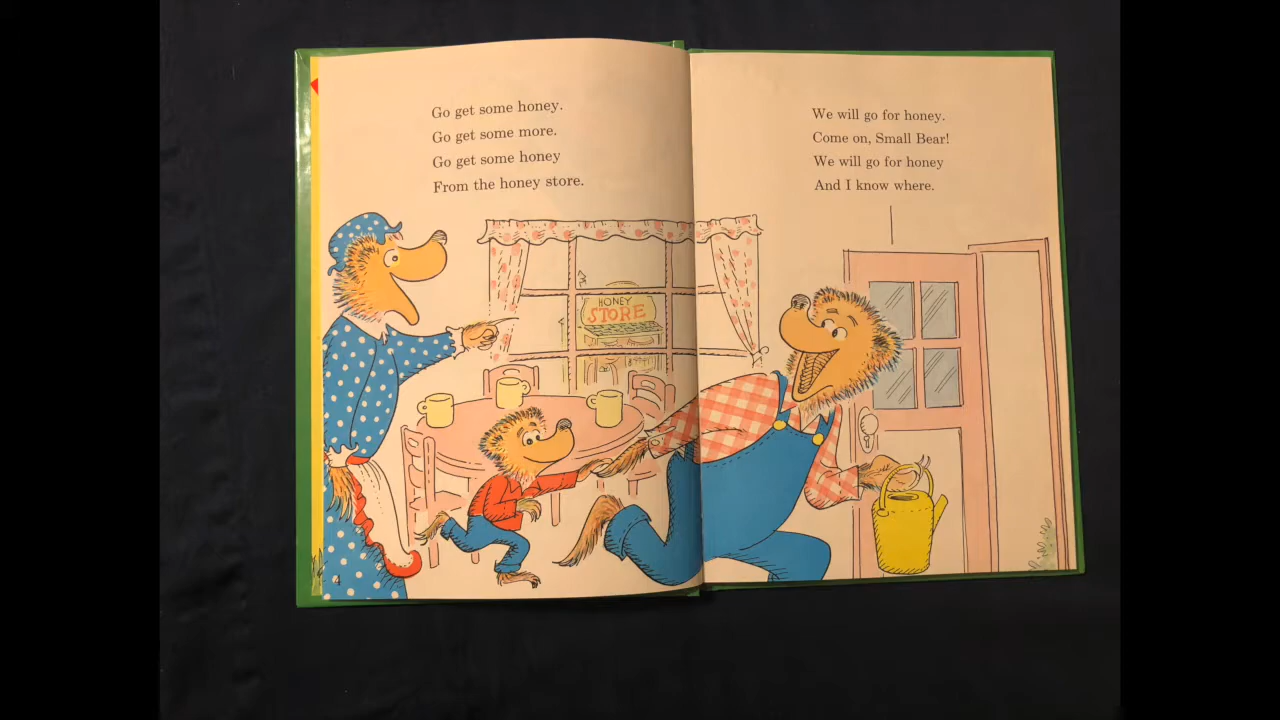 Go get some honey.
Go get some more.
Go get some honey
From the honey store.
HONEY
STORE
We will go for honey.
Come on, Small Bear!
We will go for honey
And I know where.